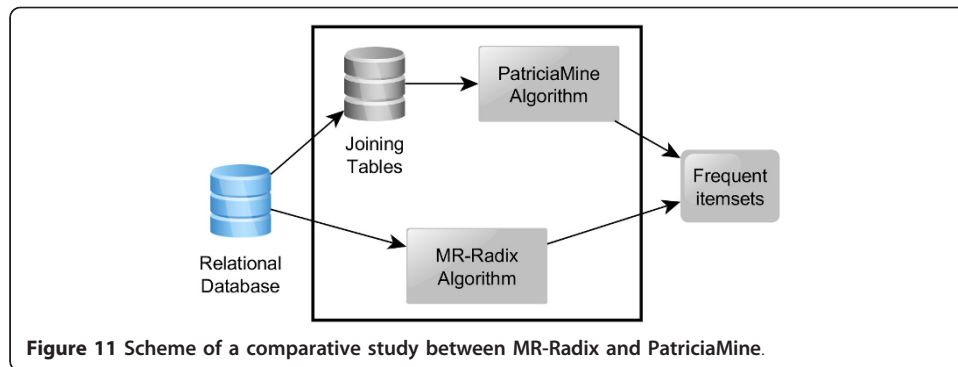 PatriciaMine
Algorithm
Joining
Tables
Frequent
itemsets
Relational
Database
MR-Radix
Algorithm
Figure 11 Scheme of a comparative study between MR-Radix and PatriciaMine.